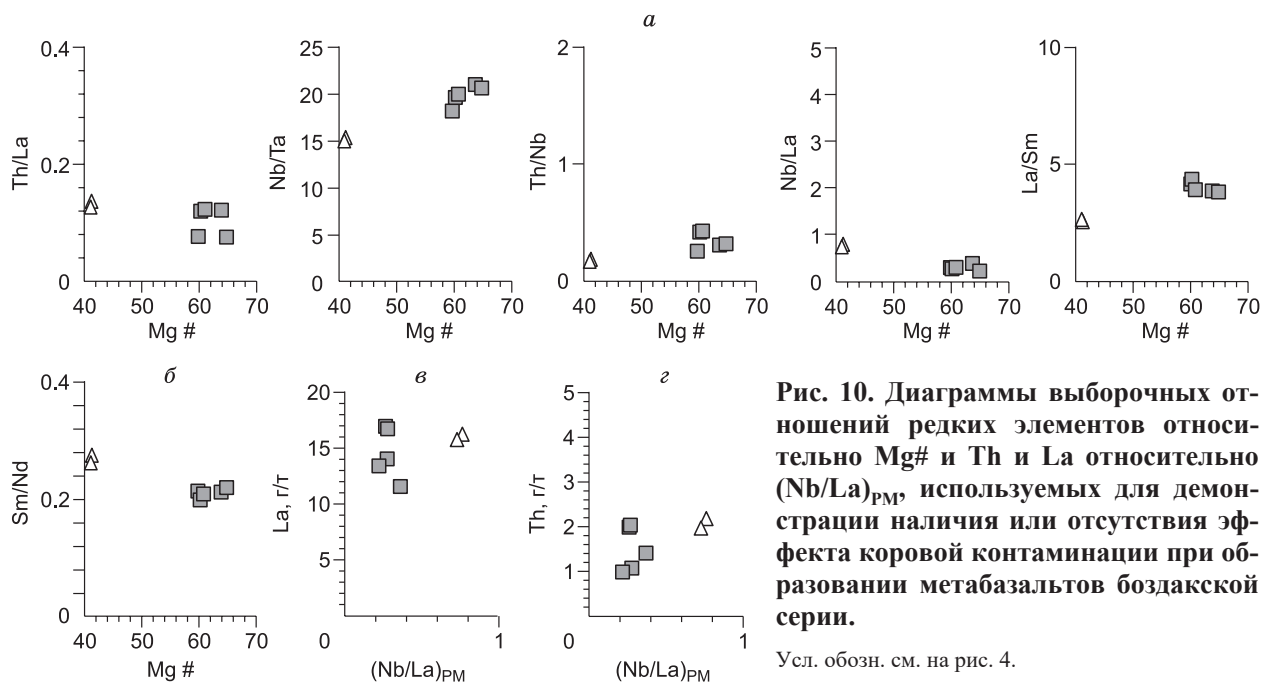 а
0.4
0.2
0
Th/La
40 50 60 70
Mg #
25
20
15
10
5
0
Nb/Ta
40 50 60 70
Mg #
2
1
0
Th/Nb
40 50 60 70
Mg #
5
4
3
2
1
0
Nb/La
40 50 60 70
Mg #
10
5
0
La/Sm
40 50 60 70
Mg #
б
0.4
0.2
0
Sm/Nd
40 50 60 70
Mg #
в
20
15
10
5
0
La, г/т
1
(Nb/La)PM
г
5
4
3
2
1
0
Th, г/т
1
(Nb/La)PM
Рис. 10. Диаграммы выборочных от-
ношений редких элементов относи-
тельно Mg# и Th и La относительно
(Nb/La)PM, используемых для демон-
страции наличия или отсутствия эф-
фекта коровой контаминации при об-
разовании метабазальтов боздакской
серии.
Усл. обозн. см. на рис. 4.